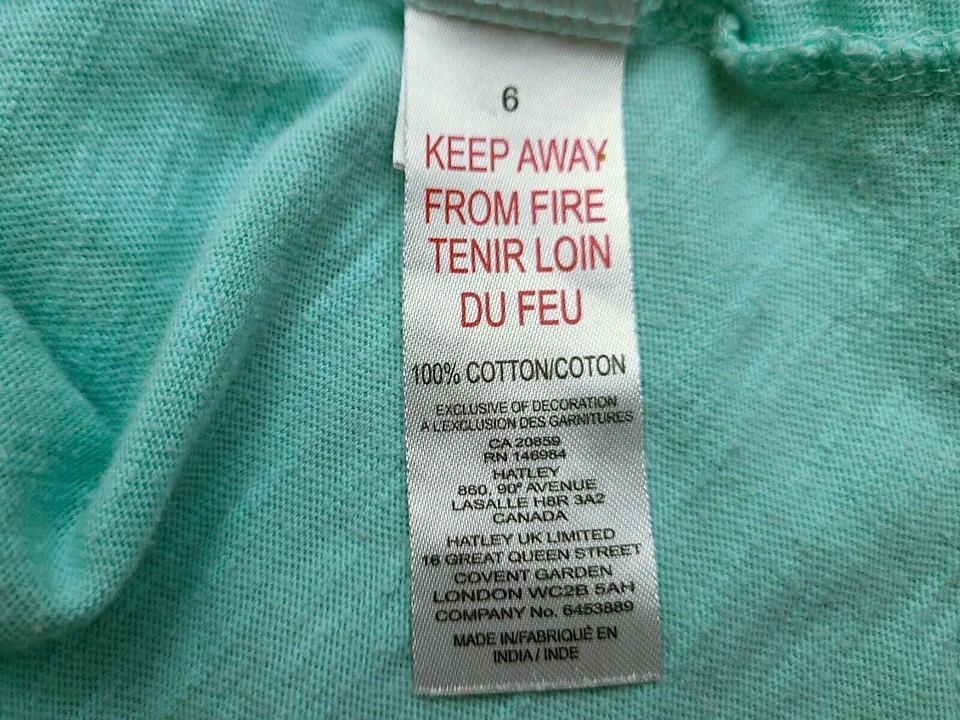 6
KEEP AWAY
FROM FIRE
TENIR LOIN
DU FEU
100% COTTON/COTON
EXCLUSIVE OF DECORATION
A L'EXCLUSION DES GARNITURES
CA 20859
RN 146984
HATLEY
860, 90º AVENUE
LASALLE H8R 3A2
CANADA
HATLEY UK LIMITED
16 GREAT QUEEN STREET
COVENT GARDEN
LONDON WC2B 5AH
COMPANY No. 6453889
MADE IN/FABRIQUÉ EN
INDIA / INDE